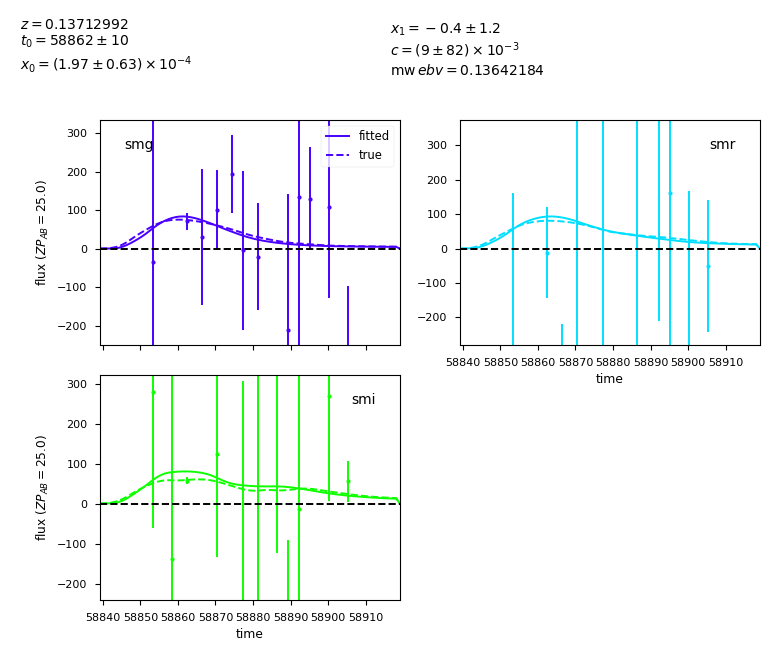 z = 0.13712992
t₀ = 58862 ± 10
x₀ = (1.97 ± 0.63) × 10⁻⁴
x₁ = −0.4 ± 1.2
c = (9 ± 82) × 10⁻³
mw ebv = 0.13642184
smg
fitted
true
flux (ZP_AB = 25.0)
300
200
100
0
−100
−200
smr
300
200
100
0
−100
−200
58840 58850 58860 58870 58880 58890 58900 58910
time
smi
flux (ZP_AB = 25.0)
300
200
100
0
−100
−200
58840 58850 58860 58870 58880 58890 58900 58910
time